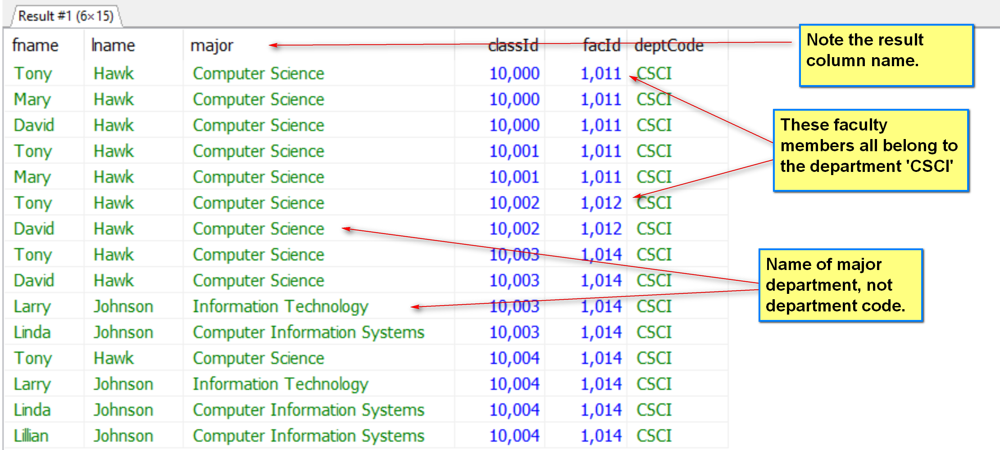 Result #1 (6×15)
fname lname major classId facId deptCode
Tony Hawk Computer Science 10,000 1,011 CSCI
Mary Hawk Computer Science 10,000 1,011 CSCI
David Hawk Computer Science 10,000 1,011 CSCI
Tony Hawk Computer Science 10,001 1,011 CSCI
Mary Hawk Computer Science 10,001 1,011 CSCI
Tony Hawk Computer Science 10,002 1,012 CSCI
David Hawk Computer Science 10,002 1,012 CSCI
Tony Hawk Computer Science 10,003 1,014 CSCI
David Hawk Computer Science 10,003 1,014 CSCI
Larry Johnson Information Technology 10,003 1,014 CSCI
Linda Johnson Computer Information Systems 10,003 1,014 CSCI
Tony Hawk Computer Science 10,004 1,014 CSCI
Larry Johnson Information Technology 10,004 1,014 CSCI
Linda Johnson Computer Information Systems 10,004 1,014 CSCI
Lillian Johnson Computer Information Systems 10,004 1,014 CSCI
Note the result
column name.
These faculty
members all belong to
the department 'CSCI'
Name of major
department, not
department code.